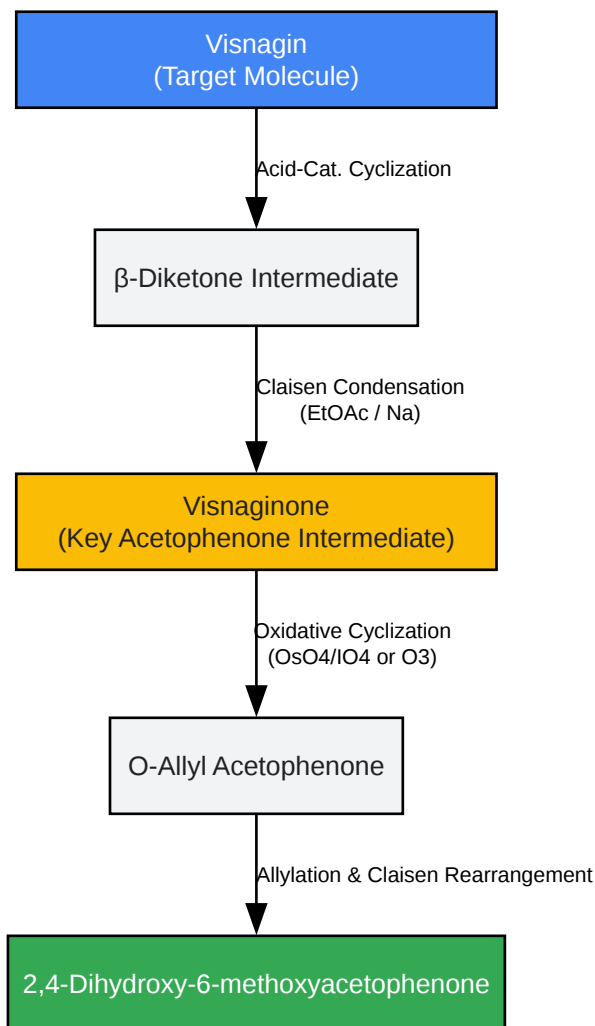 Visnagin
(Target Molecule)
Acid-Cat. Cyclization
β-Diketone Intermediate
Claisen Condensation
(EtOAc / Na)
Visnaginone
(Key Acetophenone Intermediate)
Oxidative Cyclization
(OsO4/IO4 or O3)
O-Allyl Acetophenone
Allylation & Claisen Rearrangement
2,4-Dihydroxy-6-methoxyacetophenone